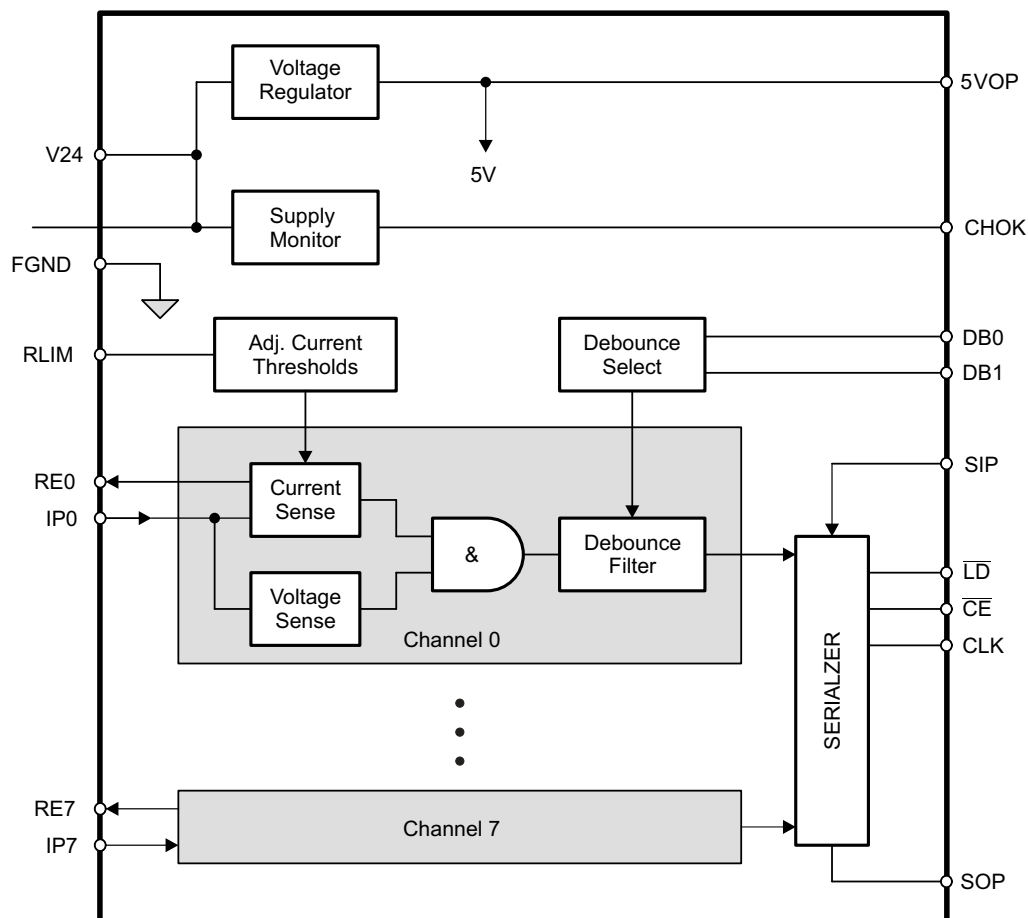 Voltage
Regulator
5VOP
V24
5V
Supply
Monitor
CHOK
FGND
RLIM
Adj. Current
Thresholds
Debounce
Select
DB0
DB1
RE0
IP0
Current
Sense
&
Debounce
Filter
Voltage
Sense
Channel 0
SIP
LD
CE
CLK
SERIALZER
RE7
IP7
Channel 7
SOP